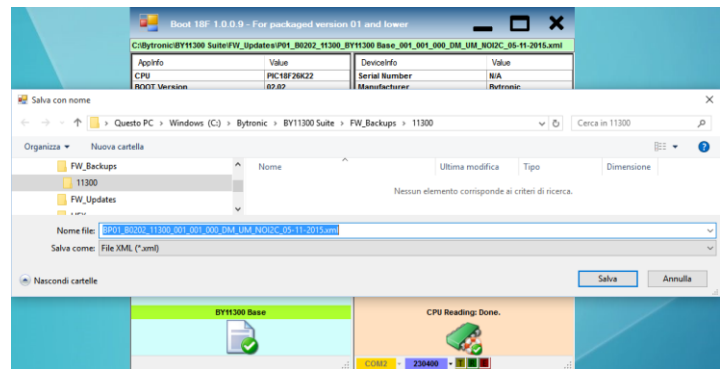 Boot 18F 1.0.0.9 - For packaged version 01 and lower
C:\Bytronic\BY11300 Suite\FW_Updates\P01_B0202_11300_BY11300 Base_001_001_000_DM_UM_NOI2C_05-11-2015.xml
AppInfo Value DeviceInfo Value
CPU PIC18F26K22 Serial Number N/A
BOOT Version 02.02 Manufacturer Bytronic
Salva con nome
Questo PC > Windows (C:) > Bytronic > BY11300 Suite > FW_Backups > 11300
Cerca in 11300
Organizza Nuova cartella
FW_Backups
11300
FW_Updates
Nome Ultima modifica Tipo Dimensione
Nessun elemento corrisponde ai criteri di ricerca.
Nome file: BP01_B0202_11300_001_001_000_DM_UM_NOI2C_05-11-2015.xml
Salva come: File XML (*.xml)
Nascondi cartelle
Salva Annulla
BY11300 Base CPU Reading: Done.
COM2 230400